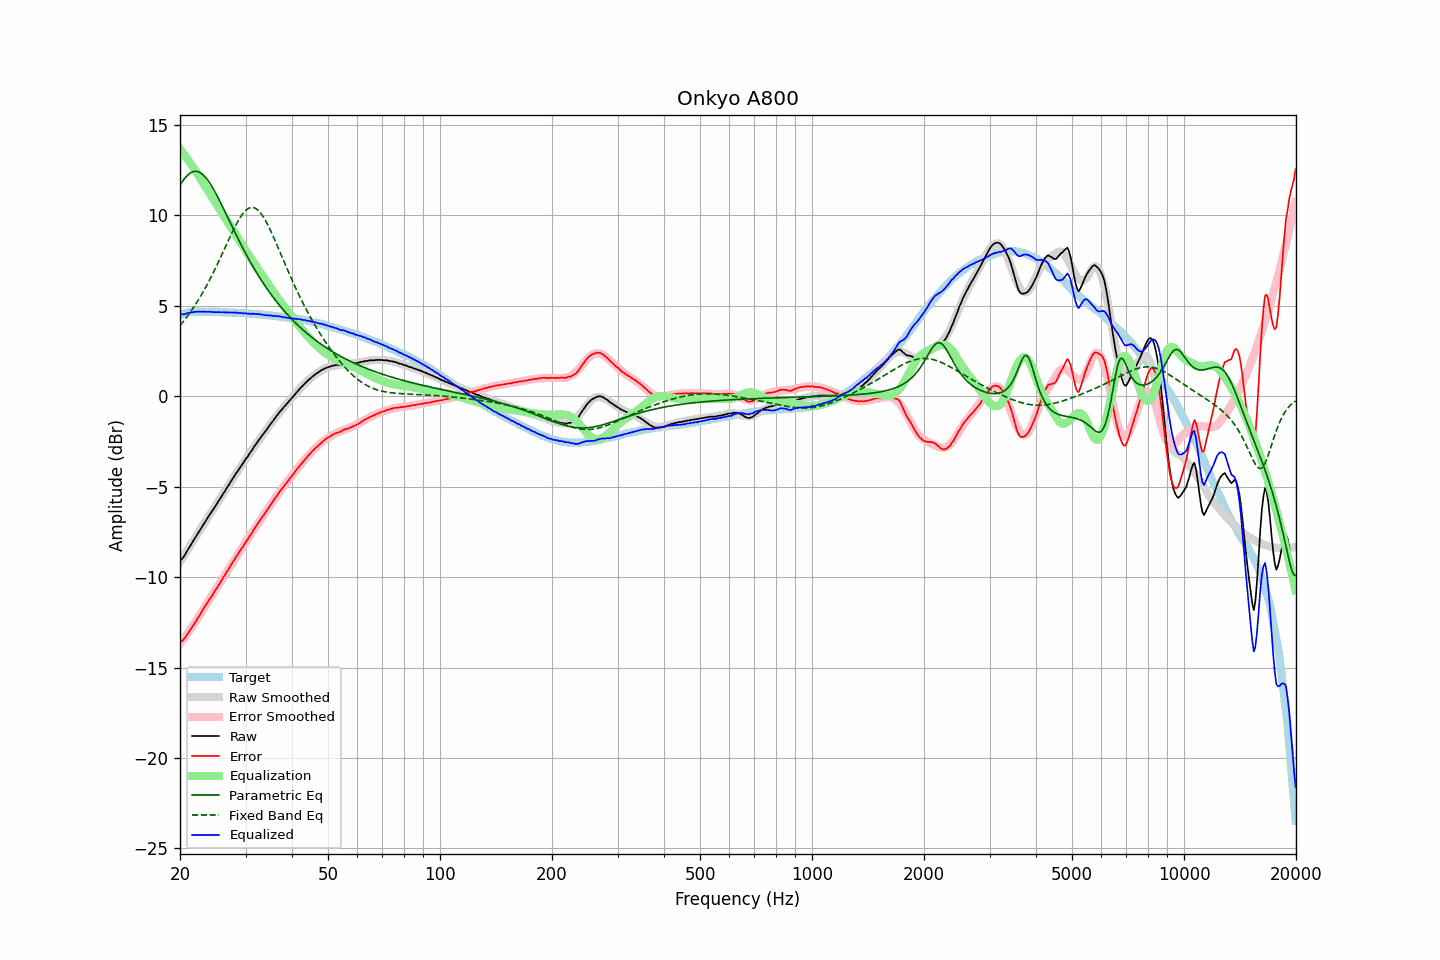 Onkyo A800
15
10
5
0
−5
−10
−15
−20
−25
Amplitude (dBr)
Target
Raw Smoothed
Error Smoothed
Raw
Error
Equalization
Parametric Eq
Fixed Band Eq
Equalized
20 50 100 200 500 1000 2000 5000 10000 20000
Frequency (Hz)